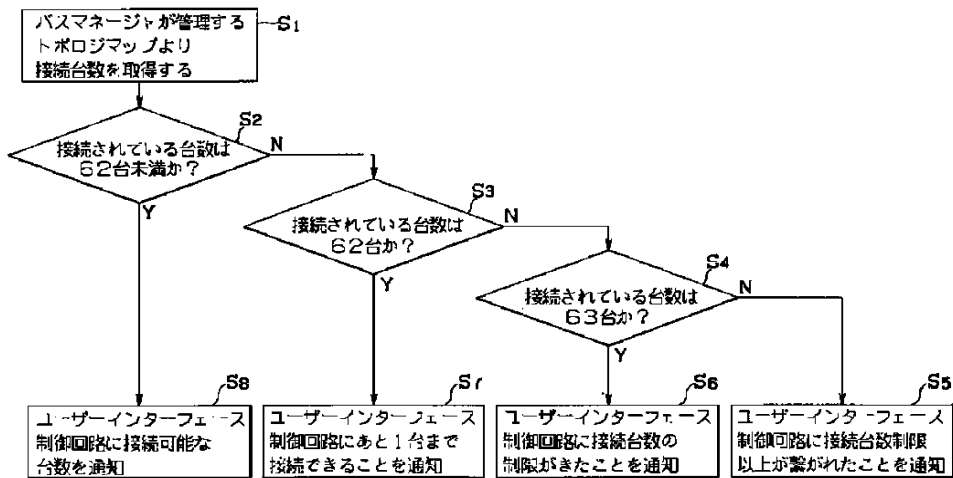 バスマネージャが管理する
トポロジマップより
接続台数を取得する
S1
S2
接続されている台数は
62台未満か?
N
Y
S3
接続されている台数は
62台か?
N
Y
S4
接続されている台数は
63台か?
N
Y
S8
ユーザーインターフェース
制御回路に接続可能な
台数を通知
S7
ユーザーインターフェース
制御回路にあと1台まで
接続できることを通知
S6
ユーザーインターフェース
制御回路に接続台数の
制限がきたことを通知
S5
ユーザーインターフェース
制御回路に接続台数制限
以上が繋がれたことを通知